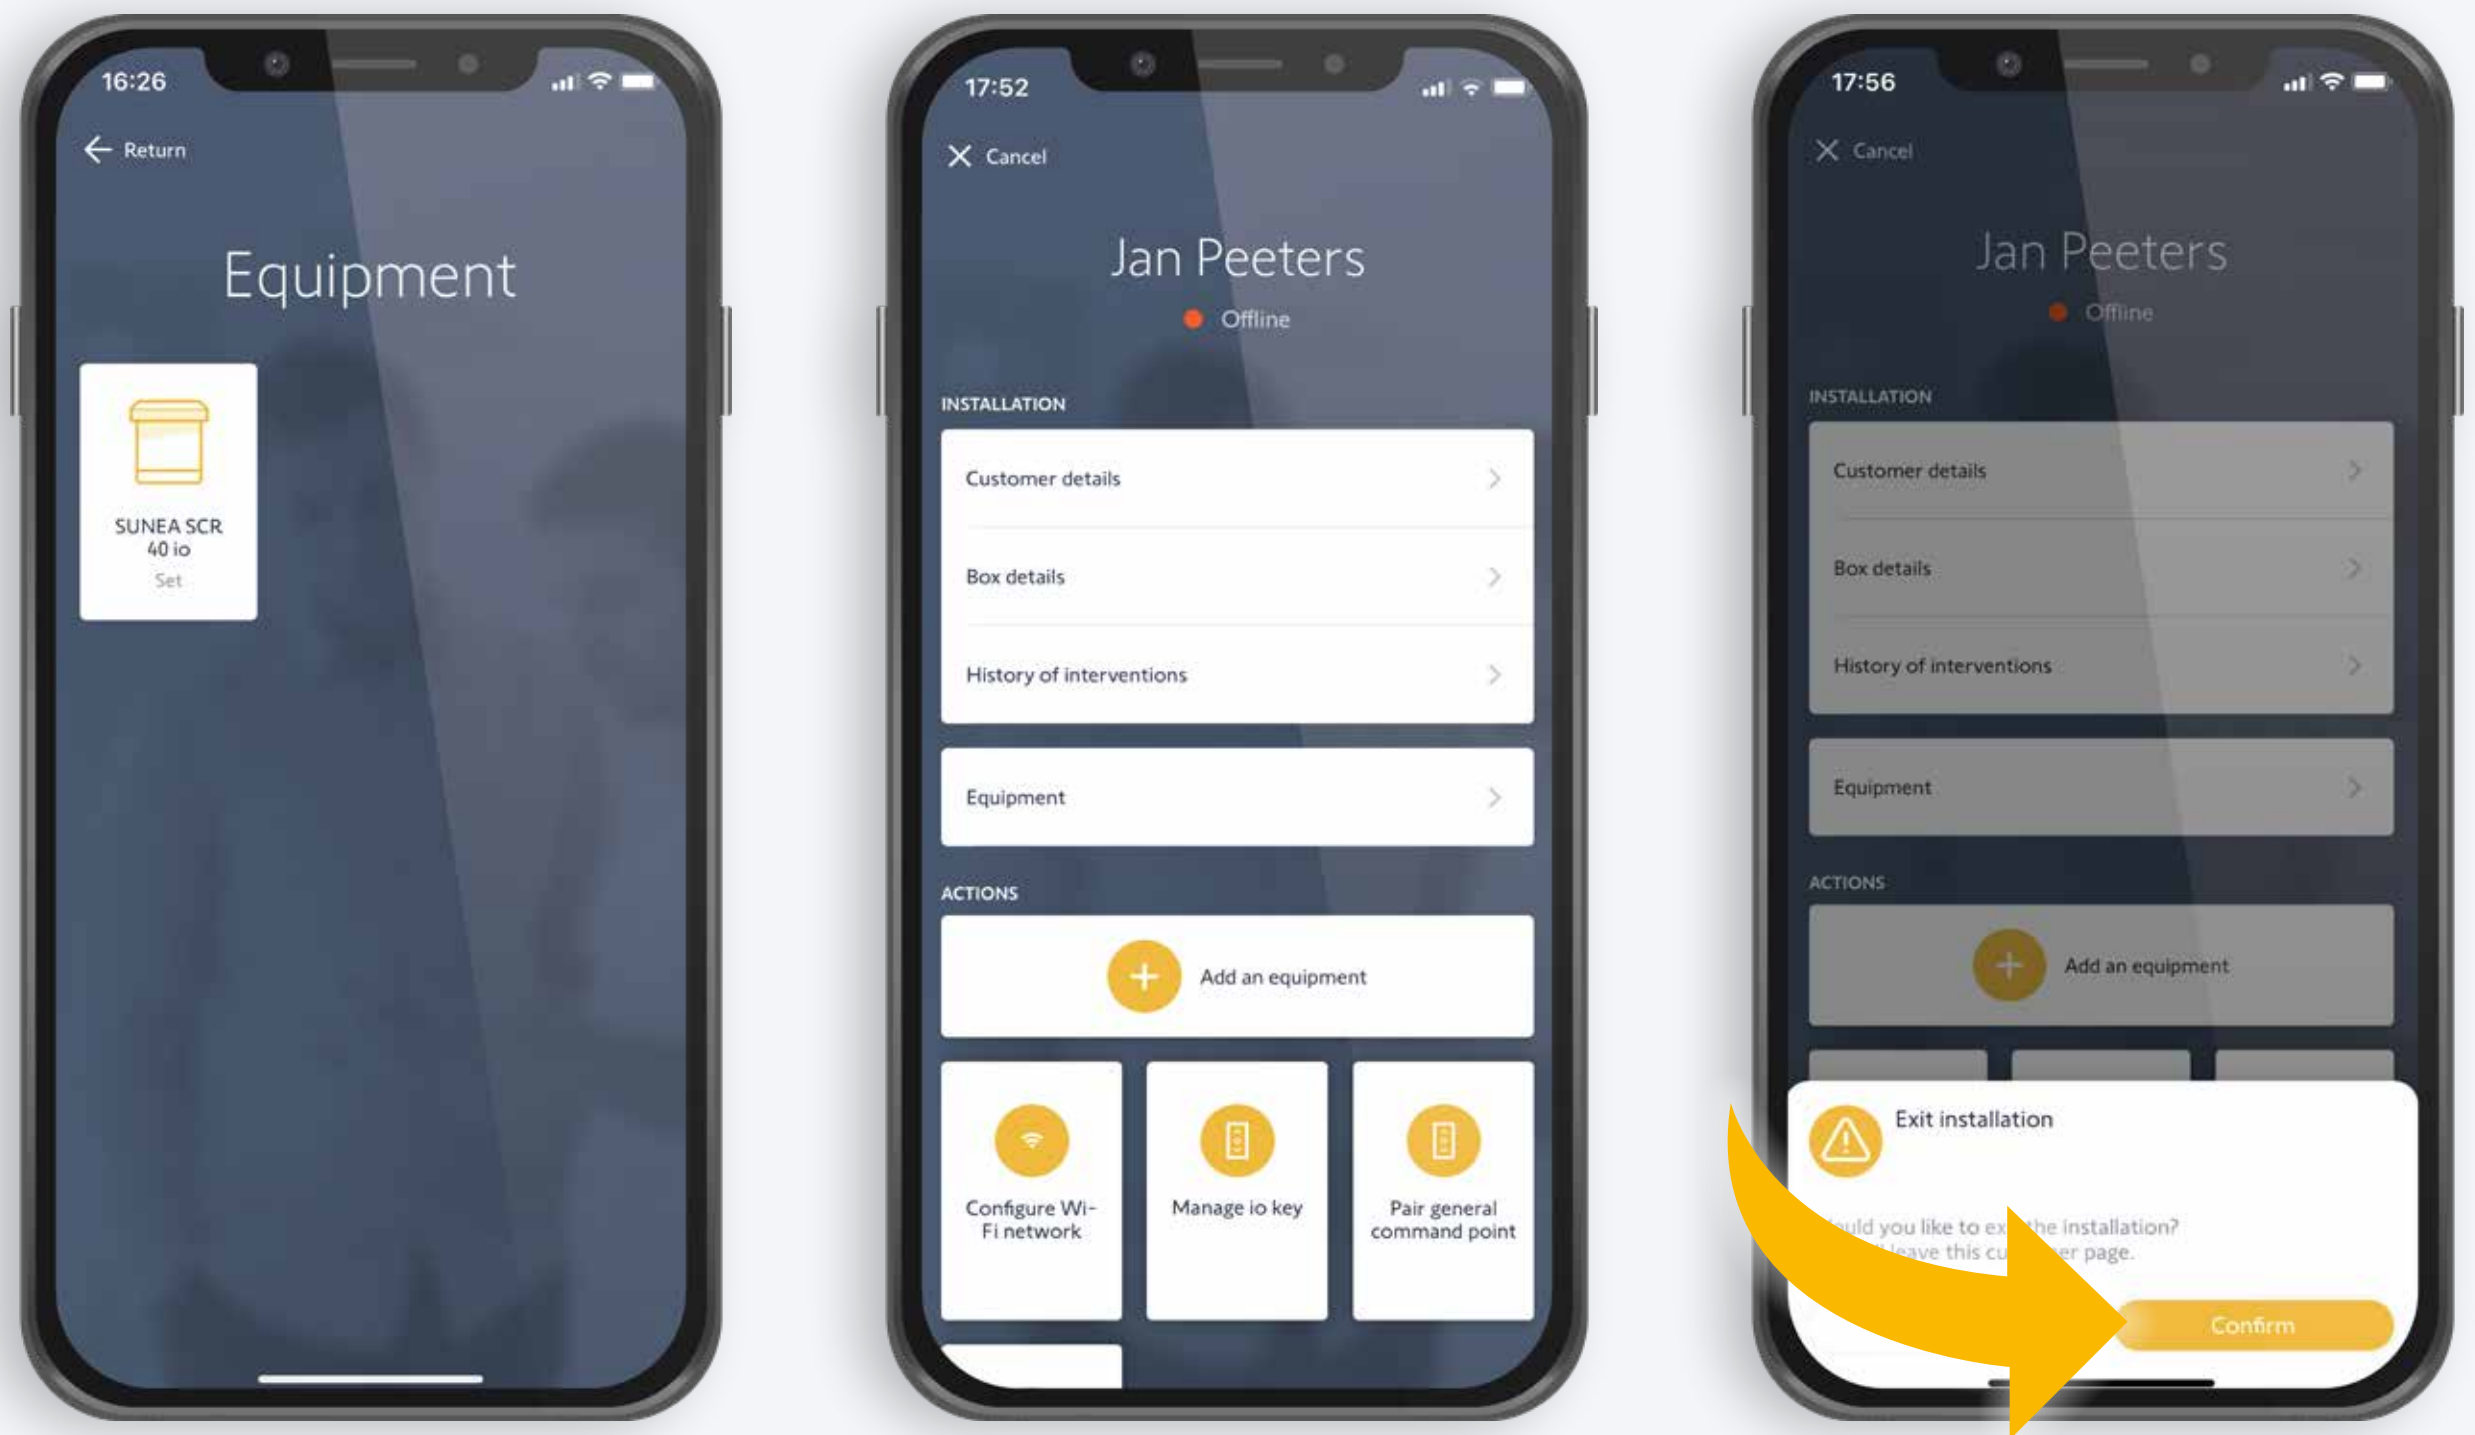 16:26
Return
Equipment
SUNEA SCR
40 io
Set
17:52
Cancel
Jan Peeters
Offline
INSTALLATION
Customer details
Box details
History of interventions
Equipment
ACTIONS
Add an equipment
Configure Wi-
Fi network
Manage io key
Pair general
command point
17:56
Cancel
Jan Peeters
Offline
INSTALLATION
Customer details
Box details
History of interventions
Equipment
ACTIONS
Add an equipment
Exit installation
you like to the installation?
leave this page.
Confirm